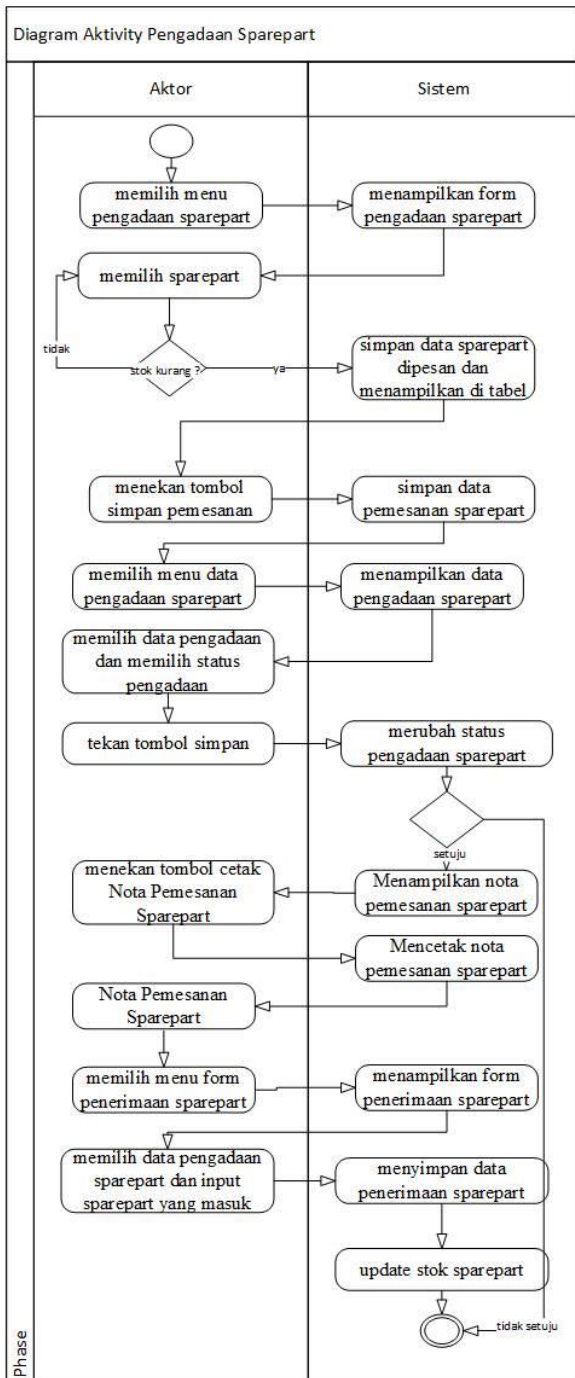 Diagram Aktivity Pengadaan Sparepart
Aktor
Sistem
memilih menu
pengadaan sparepart
menampilkan form
pengadaan sparepart
memilih sparepart
tidak
stok kurang ?
ya
simpan data sparepart
dipesan dan
menampilkan di tabel
menekan tombol
simpan pemesanan
simpan data
pemesanan sparepart
memilih menu data
pengadaan sparepart
menampilkan data
pengadaan sparepart
memilih data pengadaan
dan memilih status
pengadaan
tekan tombol simpan
merubah status
pengadaan sparepart
setuju
menekan tombol cetak
Nota Pemesanan
Sparepart
Menampilkan nota
pemesanan sparepart
Mencetak nota
pemesanan sparepart
Nota Pemesanan
Sparepart
memilih menu form
penerimaan sparepart
menampilkan form
penerimaan sparepart
memilih data pengadaan
sparepart dan input
sparepart yang masuk
menyimpan data
penerimaan sparepart
update stok sparepart
tidak setuju
Phase